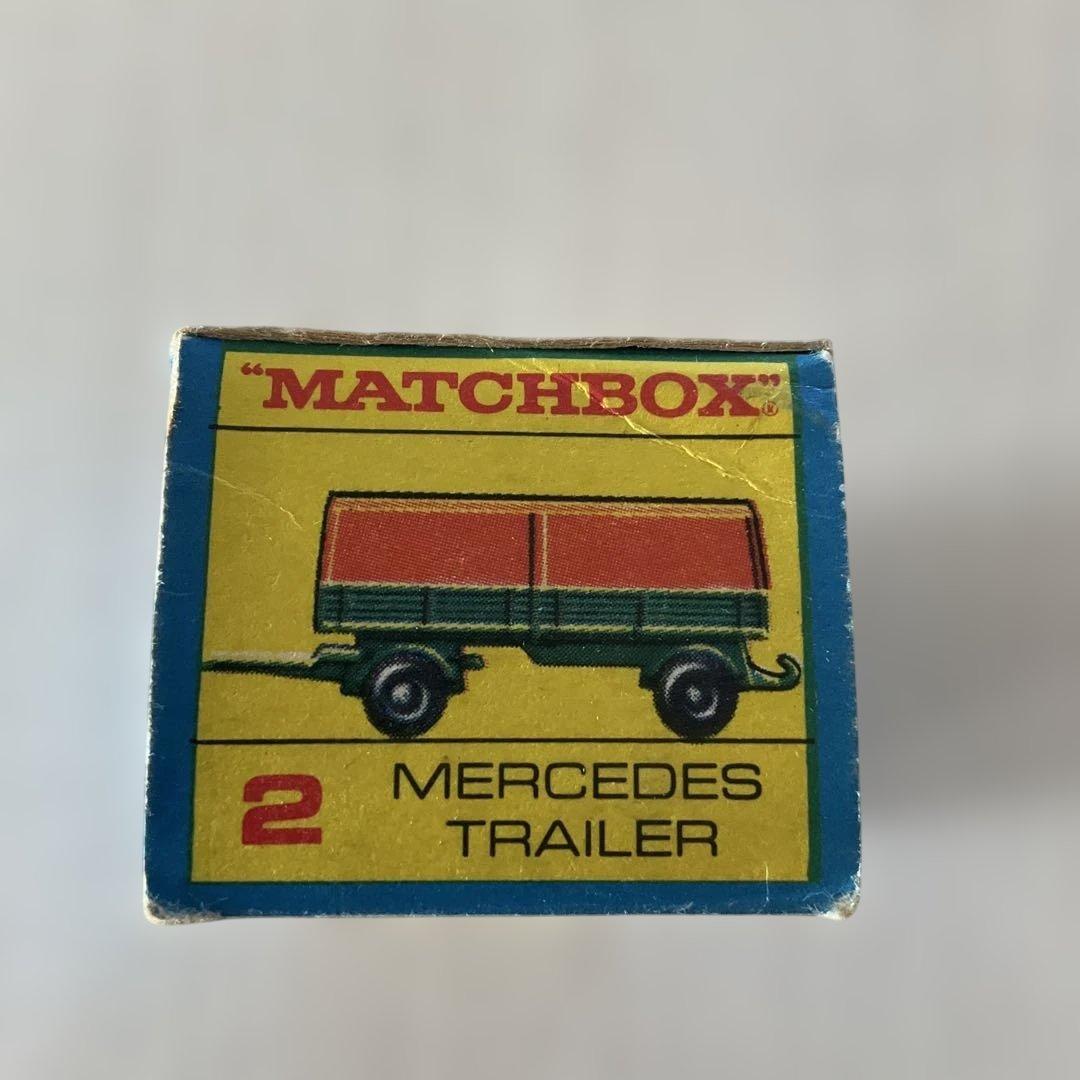 "MATCHBOX"®
2 MERCEDES
TRAILER